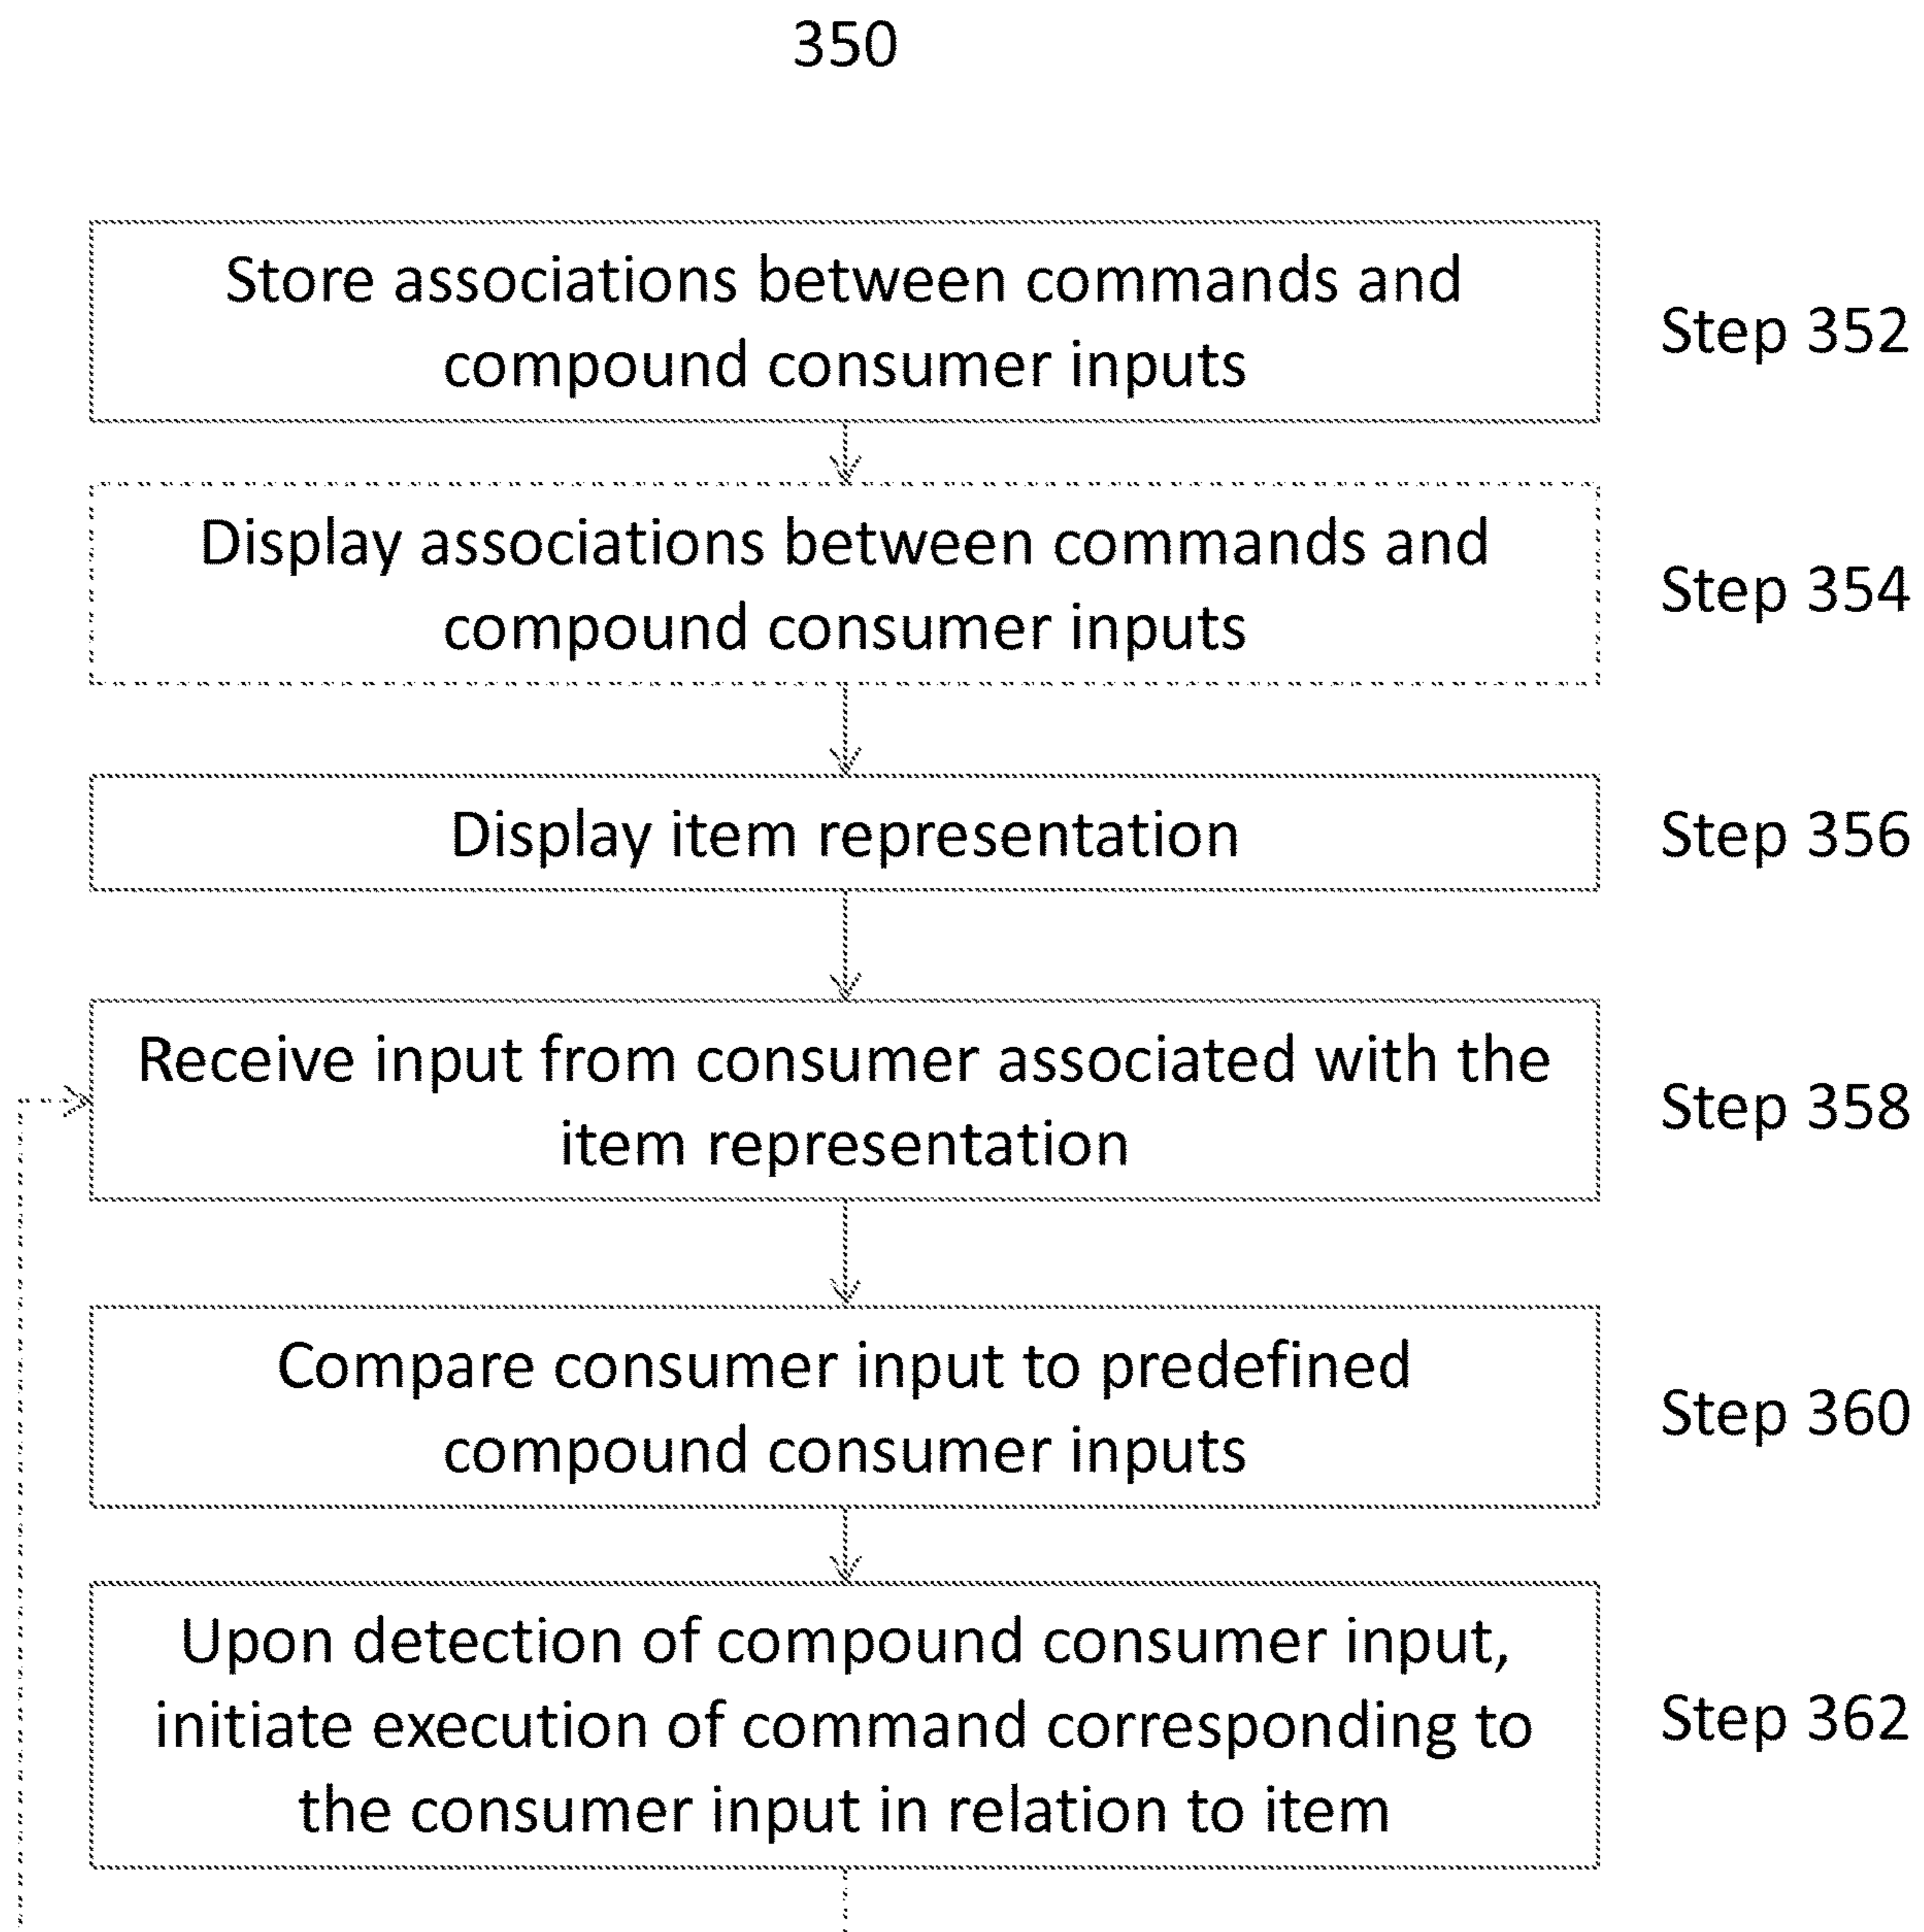 350
Store associations between commands and
compound consumer inputs
Step 352
Display associations between commands and
compound consumer inputs
Step 354
Display item representation
Step 356
Receive input from consumer associated with the
item representation
Step 358
Compare consumer input to predefined
compound consumer inputs
Step 360
Upon detection of compound consumer input,
initiate execution of command corresponding to
the consumer input in relation to item
Step 362